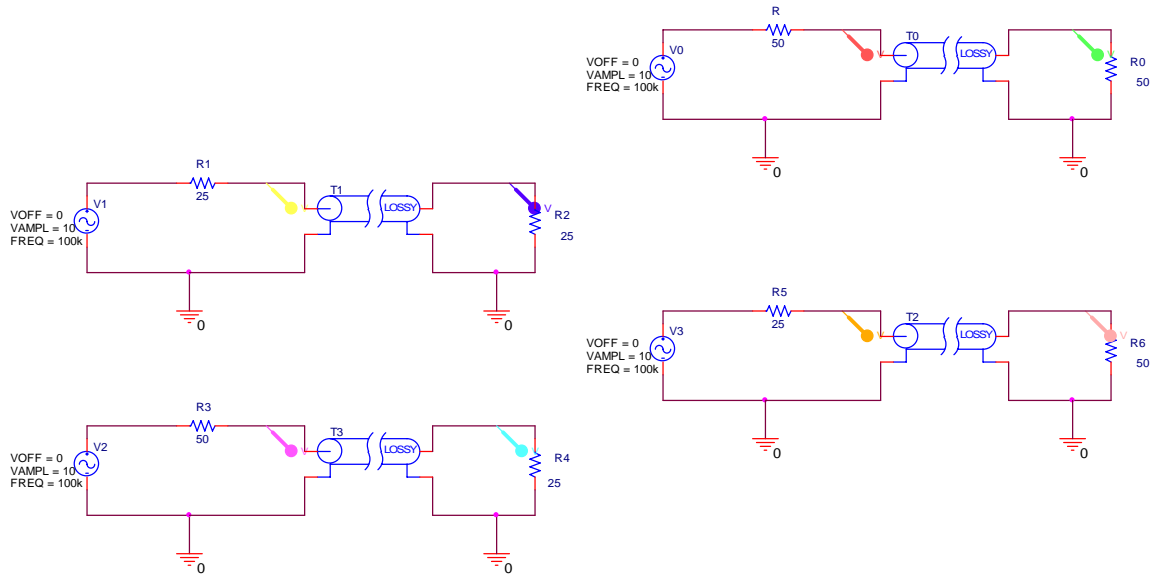 R
50
V0
VOFF = 0
VAMPL = 10
FREQ = 100k
T0
LOSSY
V
V
R0
50
0
0
R1
25
V1
VOFF = 0
VAMPL = 10
FREQ = 100k
T1
LOSSY
V
V
R2
25
0
0
R5
25
V3
VOFF = 0
VAMPL = 10
FREQ = 100k
T2
LOSSY
V
V
R6
50
0
0
R3
50
V2
VOFF = 0
VAMPL = 10
FREQ = 100k
T3
LOSSY
V
V
R4
25
0
0